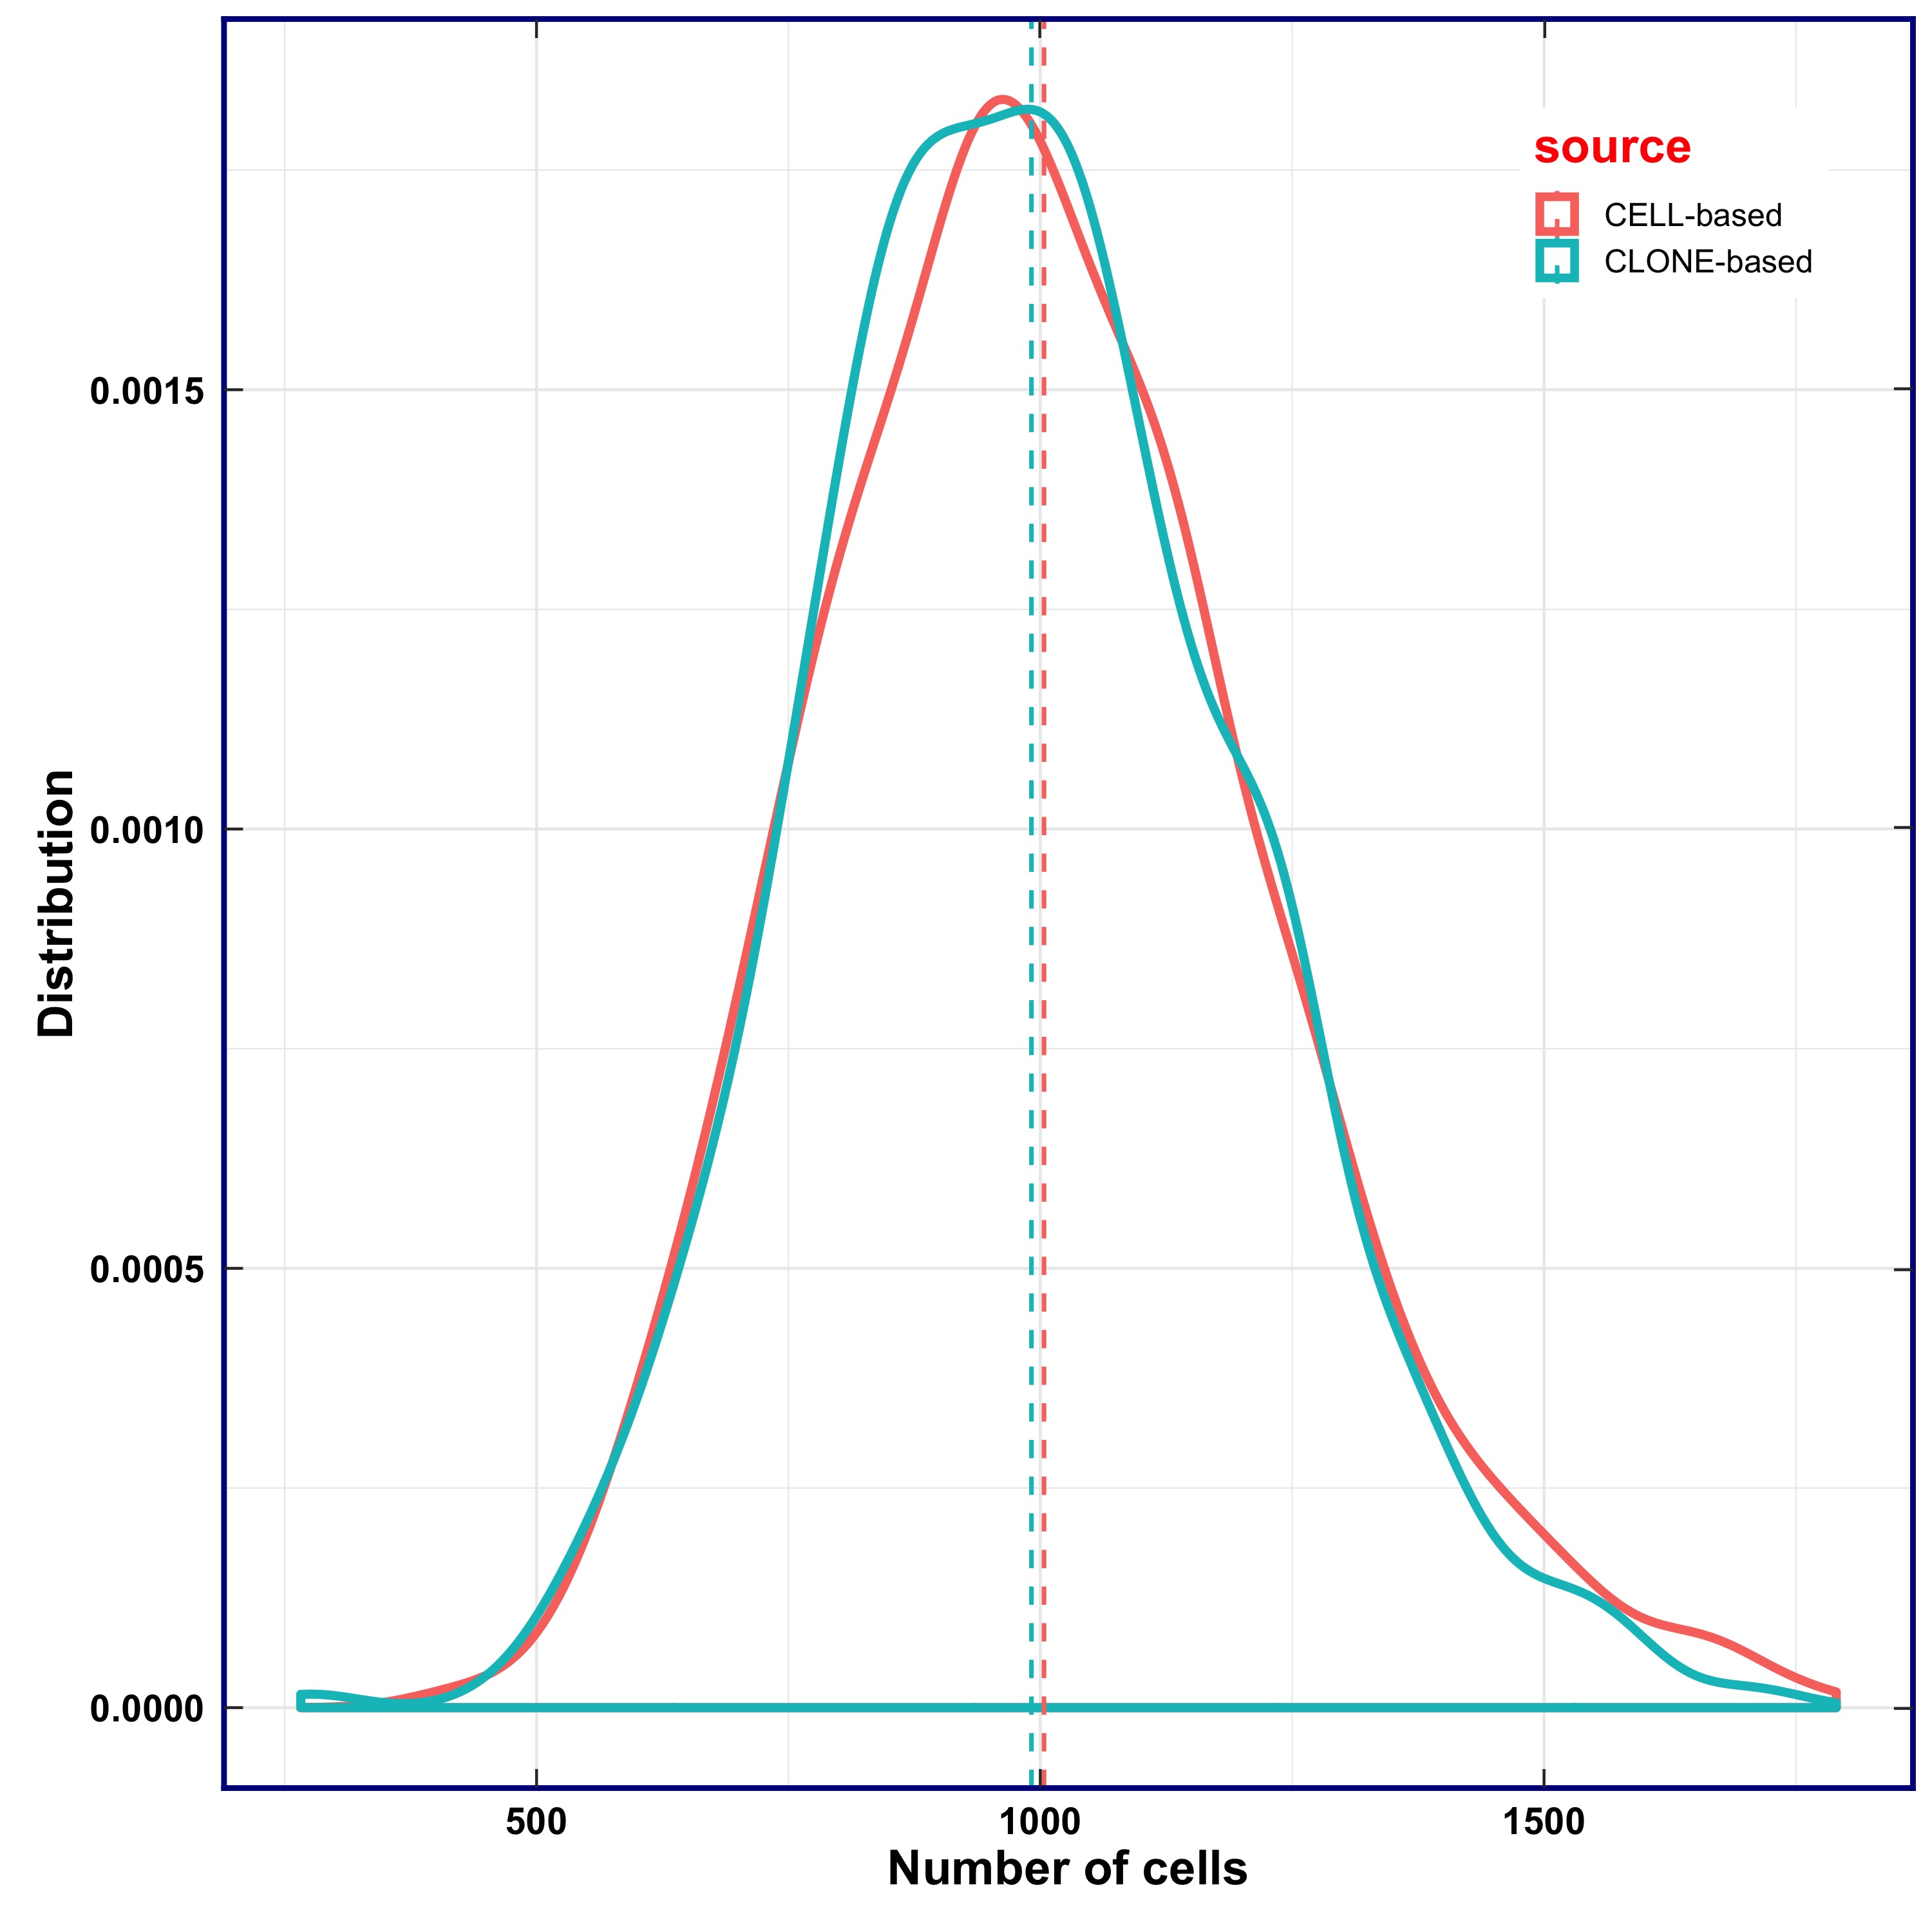 source
CELL-based
CLONE-based
Distribution
0.0015
0.0010
0.0005
0.0000
500 1000 1500
Number of cells